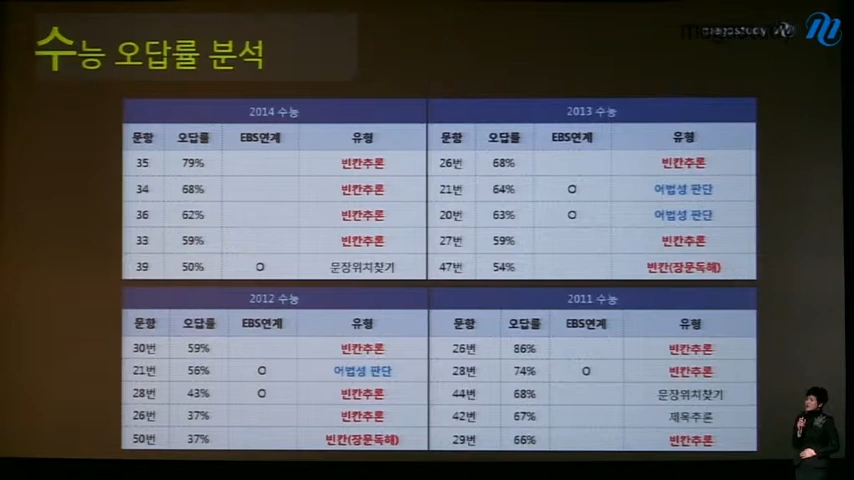 수능 오답률 분석
megastudy
2014 수능
문항 오답률 EBS연계 유형
35 79% 빈칸추론
34 68% 빈칸추론
36 62% 빈칸추론
33 59% 빈칸추론
39 50% O 문장위치찾기
2013 수능
문항 오답률 EBS연계 유형
26번 68% 빈칸추론
21번 64% O 어법성 판단
20번 63% O 어법성 판단
27번 59% 빈칸추론
47번 54% 빈칸(장문독해)
2012 수능
문항 오답률 EBS연계 유형
30번 59% 빈칸추론
21번 56% O 어법성 판단
28번 43% O 빈칸추론
26번 37% 빈칸추론
50번 37% 빈칸(장문독해)
2011 수능
문항 오답률 EBS연계 유형
26번 86% 빈칸추론
28번 74% O 빈칸추론
44번 68% 문장위치찾기
42번 67% 제목추론
29번 66% 빈칸추론